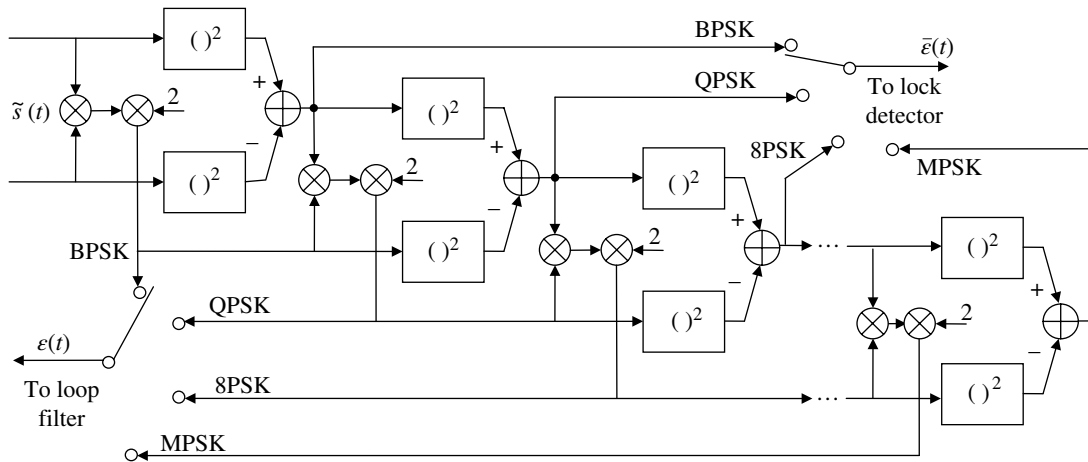 ( )²
BPSK
ε̄(t)
+
QPSK
To lock
detector
s̃ (t)
2
( )²
−
+
8PSK
MPSK
( )²
2
( )²
−
+
BPSK
( )²
2
...
( )²
−
+
QPSK
( )²
2
ε(t)
To loop
filter
8PSK
...
( )²
−
MPSK